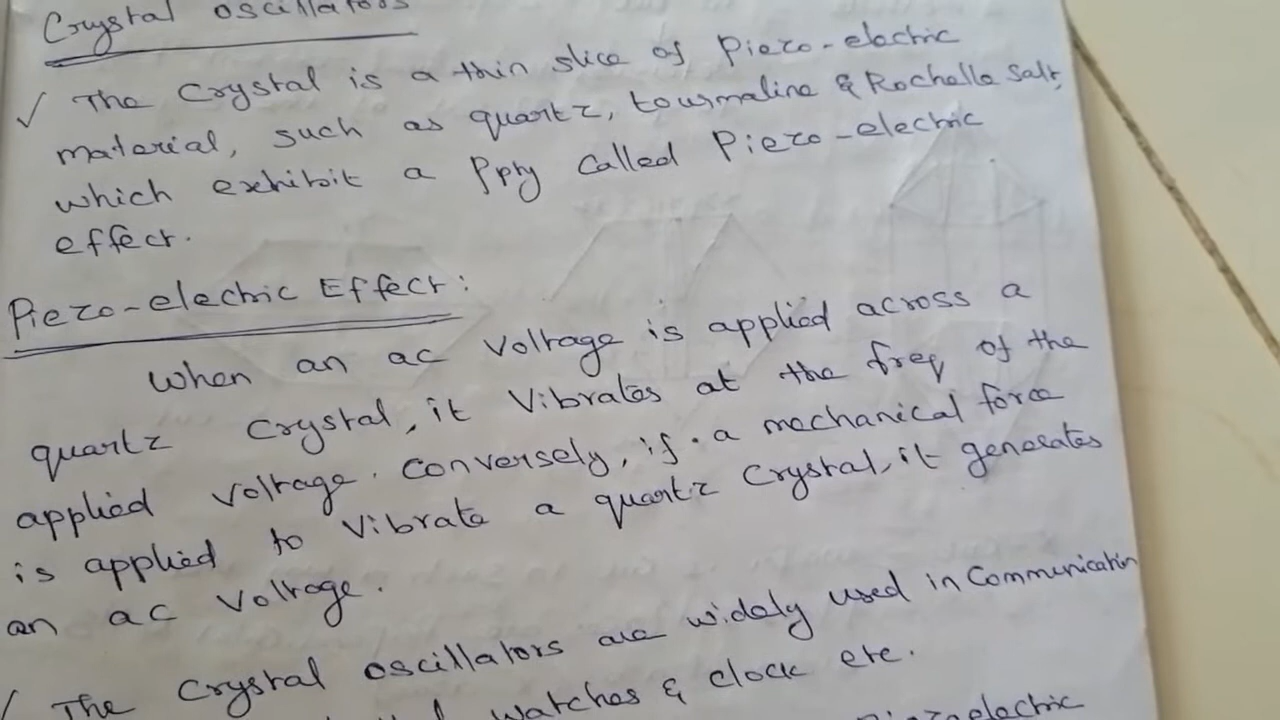 Crystal oscillators
✓ The Crystal is a thin slice of Piezo-electric
material, such as quartz, tourmaline & Rochelle Salt,
which exhibit a Ppty Called Piezo-electric
effect.
Piezo-electric Effect:
When an ac Voltage is applied across a
quartz Crystal, it Vibrates at the freq of the
applied Voltage. Conversely, if a mechanical force
is applied to Vibrate a quartz Crystal, it generates
an ac Voltage.
The Crystal oscillators are widely used in Communication
watches & clock etc.
Piezoelectric